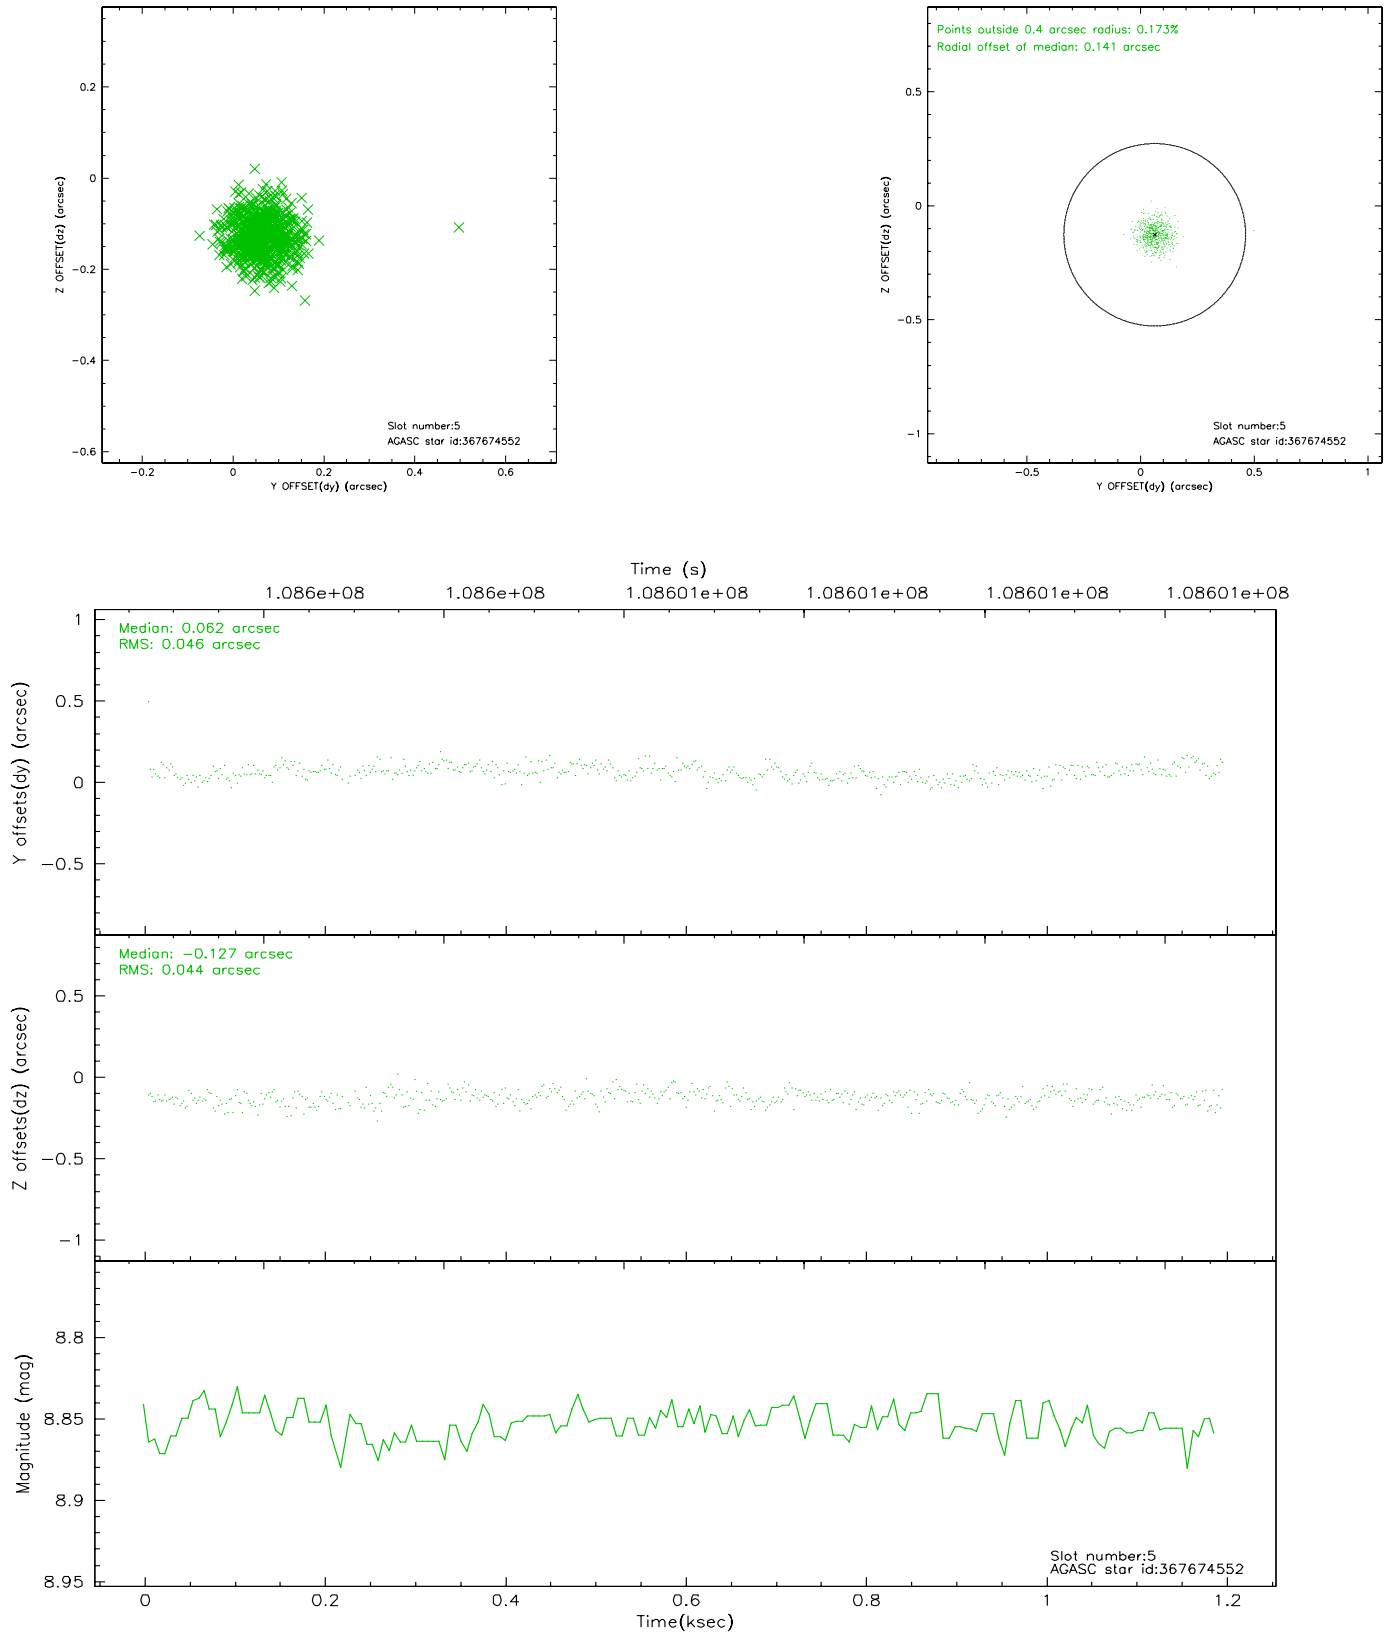 0.2
0
−0.2
−0.4
−0.6
Z OFFSET(dz) (arcsec)
Slot number:5
AGASC star id:367674552
−0.2 0 0.2 0.4 0.6
Y OFFSET(dy) (arcsec)
Points outside 0.4 arcsec radius: 0.173%
Radial offset of median: 0.141 arcsec
0.5
0
−0.5
−1
Z OFFSET(dz) (arcsec)
Slot number:5
AGASC star id:367674552
−0.5 0 0.5 1
Y OFFSET(dy) (arcsec)
Time (s)
1.086e+08 1.086e+08 1.08601e+08 1.08601e+08 1.08601e+08 1.08601e+08
Median: 0.062 arcsec
RMS: 0.046 arcsec
1
0.5
0
−0.5
Y offsets(dy) (arcsec)
Median: −0.127 arcsec
RMS: 0.044 arcsec
0.5
0
−0.5
−1
Z offsets(dz) (arcsec)
8.8
8.85
8.9
8.95
Magnitude (mag)
Slot number:5
AGASC star id:367674552
0 0.2 0.4 0.6 0.8 1 1.2
Time(ksec)